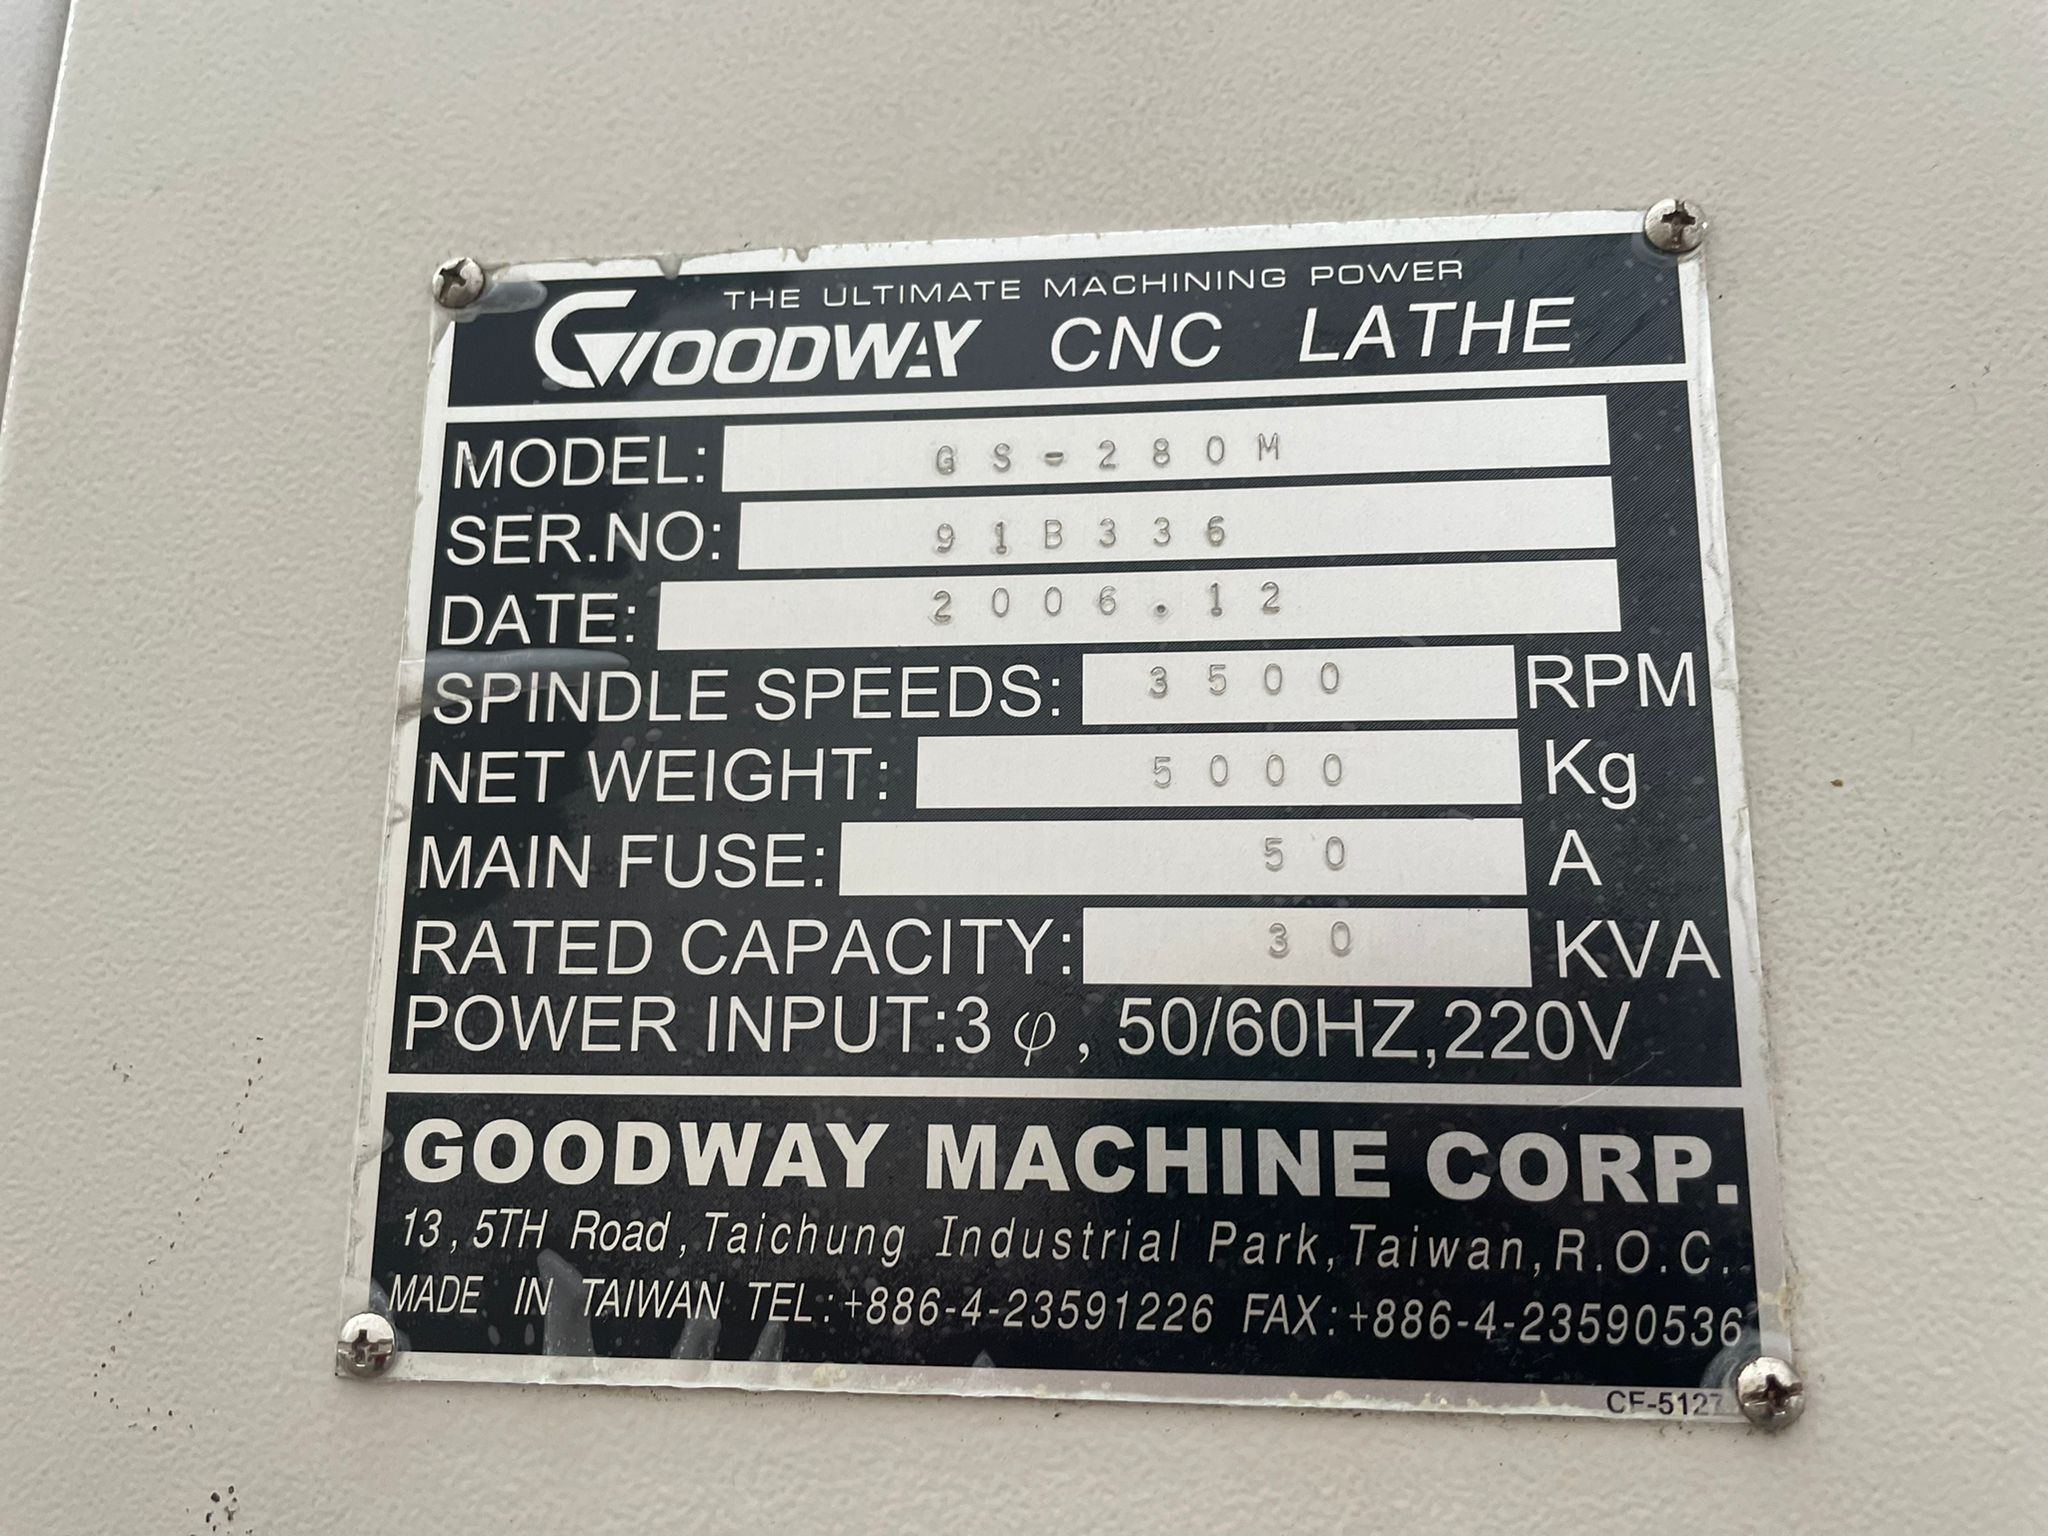 THE ULTIMATE MACHINING POWER
GOODWAY CNC LATHE
MODEL: GS-280M
SER.NO: 91B336
DATE: 2006.12
SPINDLE SPEEDS: 3500 RPM
NET WEIGHT: 5000 Kg
MAIN FUSE: 50 A
RATED CAPACITY: 30 KVA
POWER INPUT:3φ, 50/60HZ,220V
GOODWAY MACHINE CORP.
13,5TH Road,Taichung Industrial Park,Taiwan,R.O.C.
MADE IN TAIWAN TEL:+886-4-23591226 FAX:+886-4-23590536
CF-5127